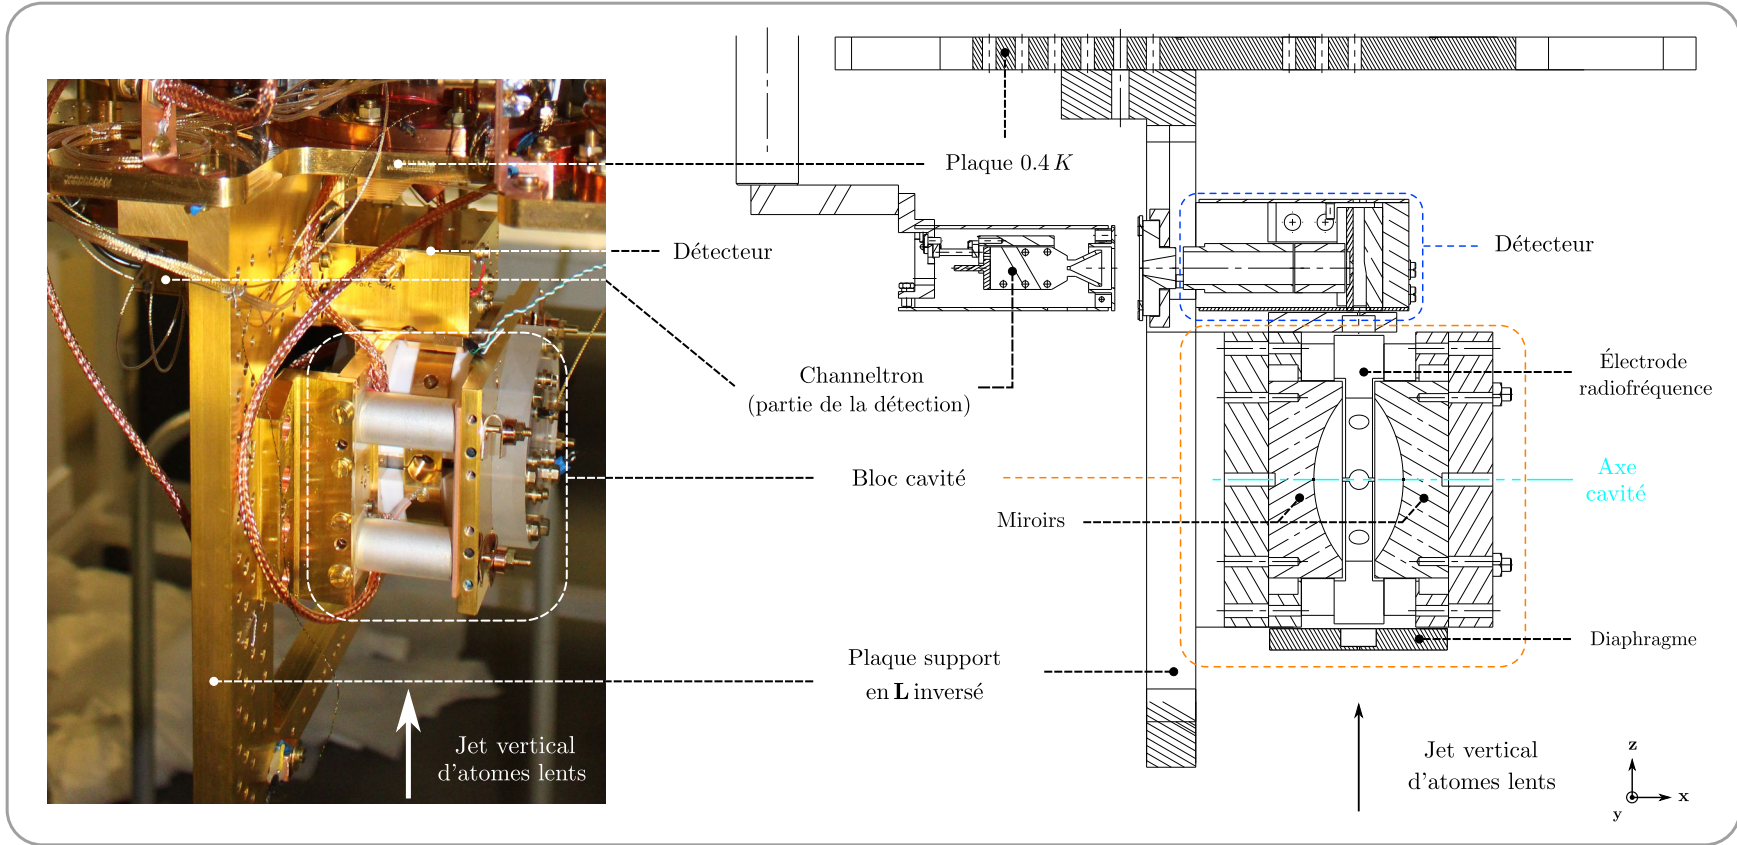 Plaque 0.4 K
Détecteur
Détecteur
Channeltron
(partie de la détection)
Électrode
radiofréquence
Bloc cavité
Axe
cavité
Miroirs
Diaphragme
Plaque support
en L inversé
Jet vertical
d'atomes lents
Jet vertical
d'atomes lents
z
x
y